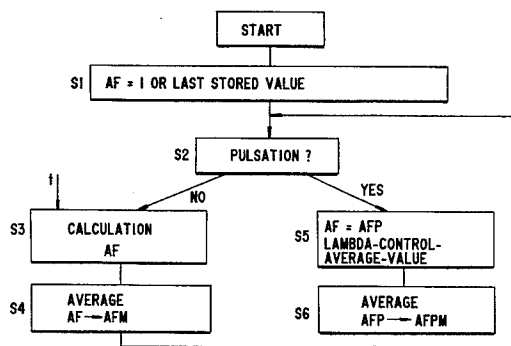 START
S1 AF = 1 OR LAST STORED VALUE
S2 PULSATION ?
NO YES
t
S3 CALCULATION
AF
S5 AF = AFP
LAMBDA-CONTROL-
AVERAGE-VALUE
S4 AVERAGE
AF → AFM
S6 AVERAGE
AFP → AFPM